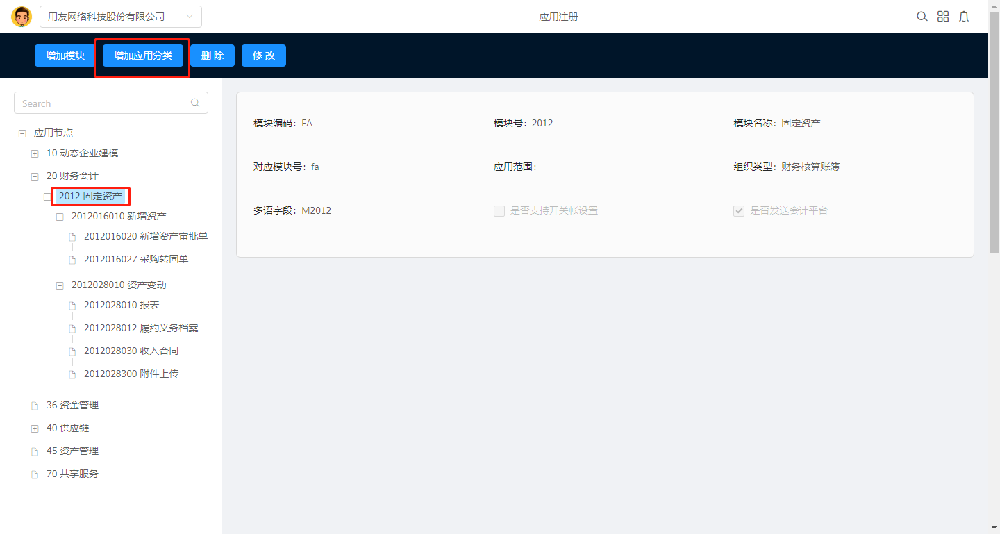 用友网络科技股份有限公司
应用注册
增加模块
增加应用分类
删 除
修 改
Search
应用节点
10 动态企业建模
20 财务会计
2012 固定资产
2012016010 新增资产
2012016020 新增资产审批单
2012016027 采购转固单
2012028010 资产变动
2012028010 报表
2012028012 履约义务档案
2012028030 收入合同
2012028300 附件上传
36 资金管理
40 供应链
45 资产管理
70 共享服务
模块编码：FA
模块号：2012
模块名称：固定资产
对应模块号：fa
应用范围：
组织类型：财务核算账簿
多语字段：M2012
是否支持开关帐设置
是否发送会计平台